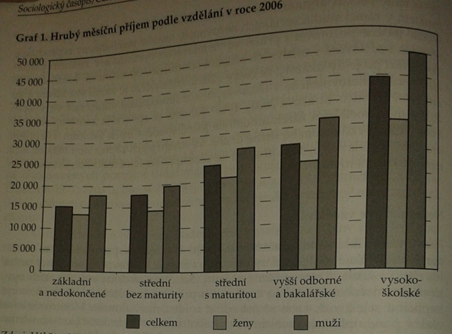 Sociologický časopis
Graf 1. Hrubý měsíční příjem podle vzdělání v roce 2006
50 000
45 000
40 000
35 000
30 000
25 000
20 000
15 000
10 000
5 000
0
základní
a nedokončené
střední
bez maturity
střední
s maturitou
vyšší odborné
a bakalářské
vysoko-
školské
celkem
ženy
muži